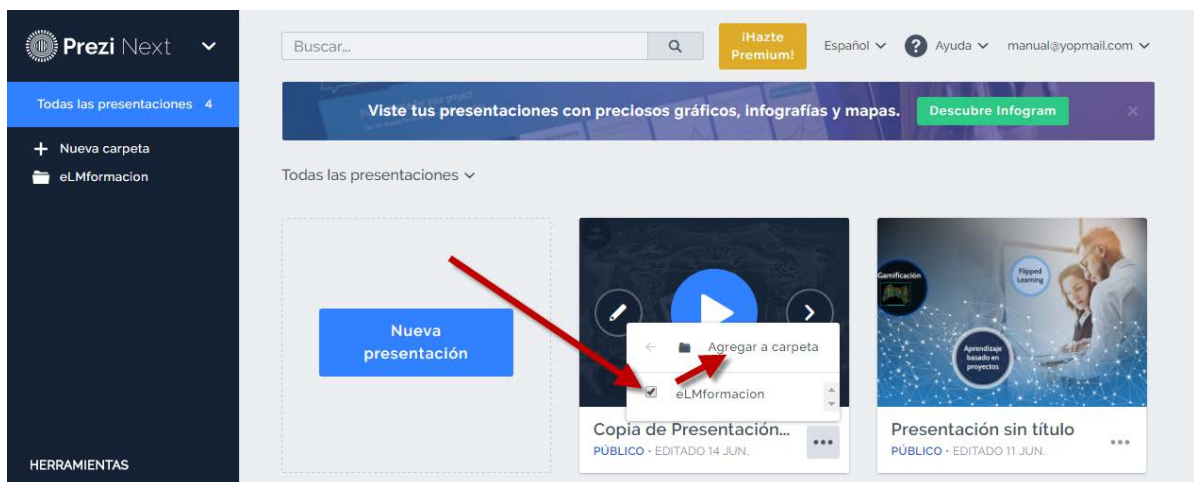 Prezi Next
Buscar...
¡Hazte
Premium!
Español
?
Ayuda
manual@yopmail.com
Todas las presentaciones 4
Viste tus presentaciones con preciosos gráficos, infografías y mapas.
Descubre Infogram
×
+ Nueva carpeta
eLMformacion
Todas las presentaciones
Nueva
presentación
Agregar a carpeta
eLMformacion
Copia de Presentación...
PÚBLICO · EDITADO 14 JUN.
Gamificación
Flipped
Learning
Aprendizaje
basado en
proyectos
Presentación sin título
PÚBLICO · EDITADO 11 JUN.
HERRAMIENTAS